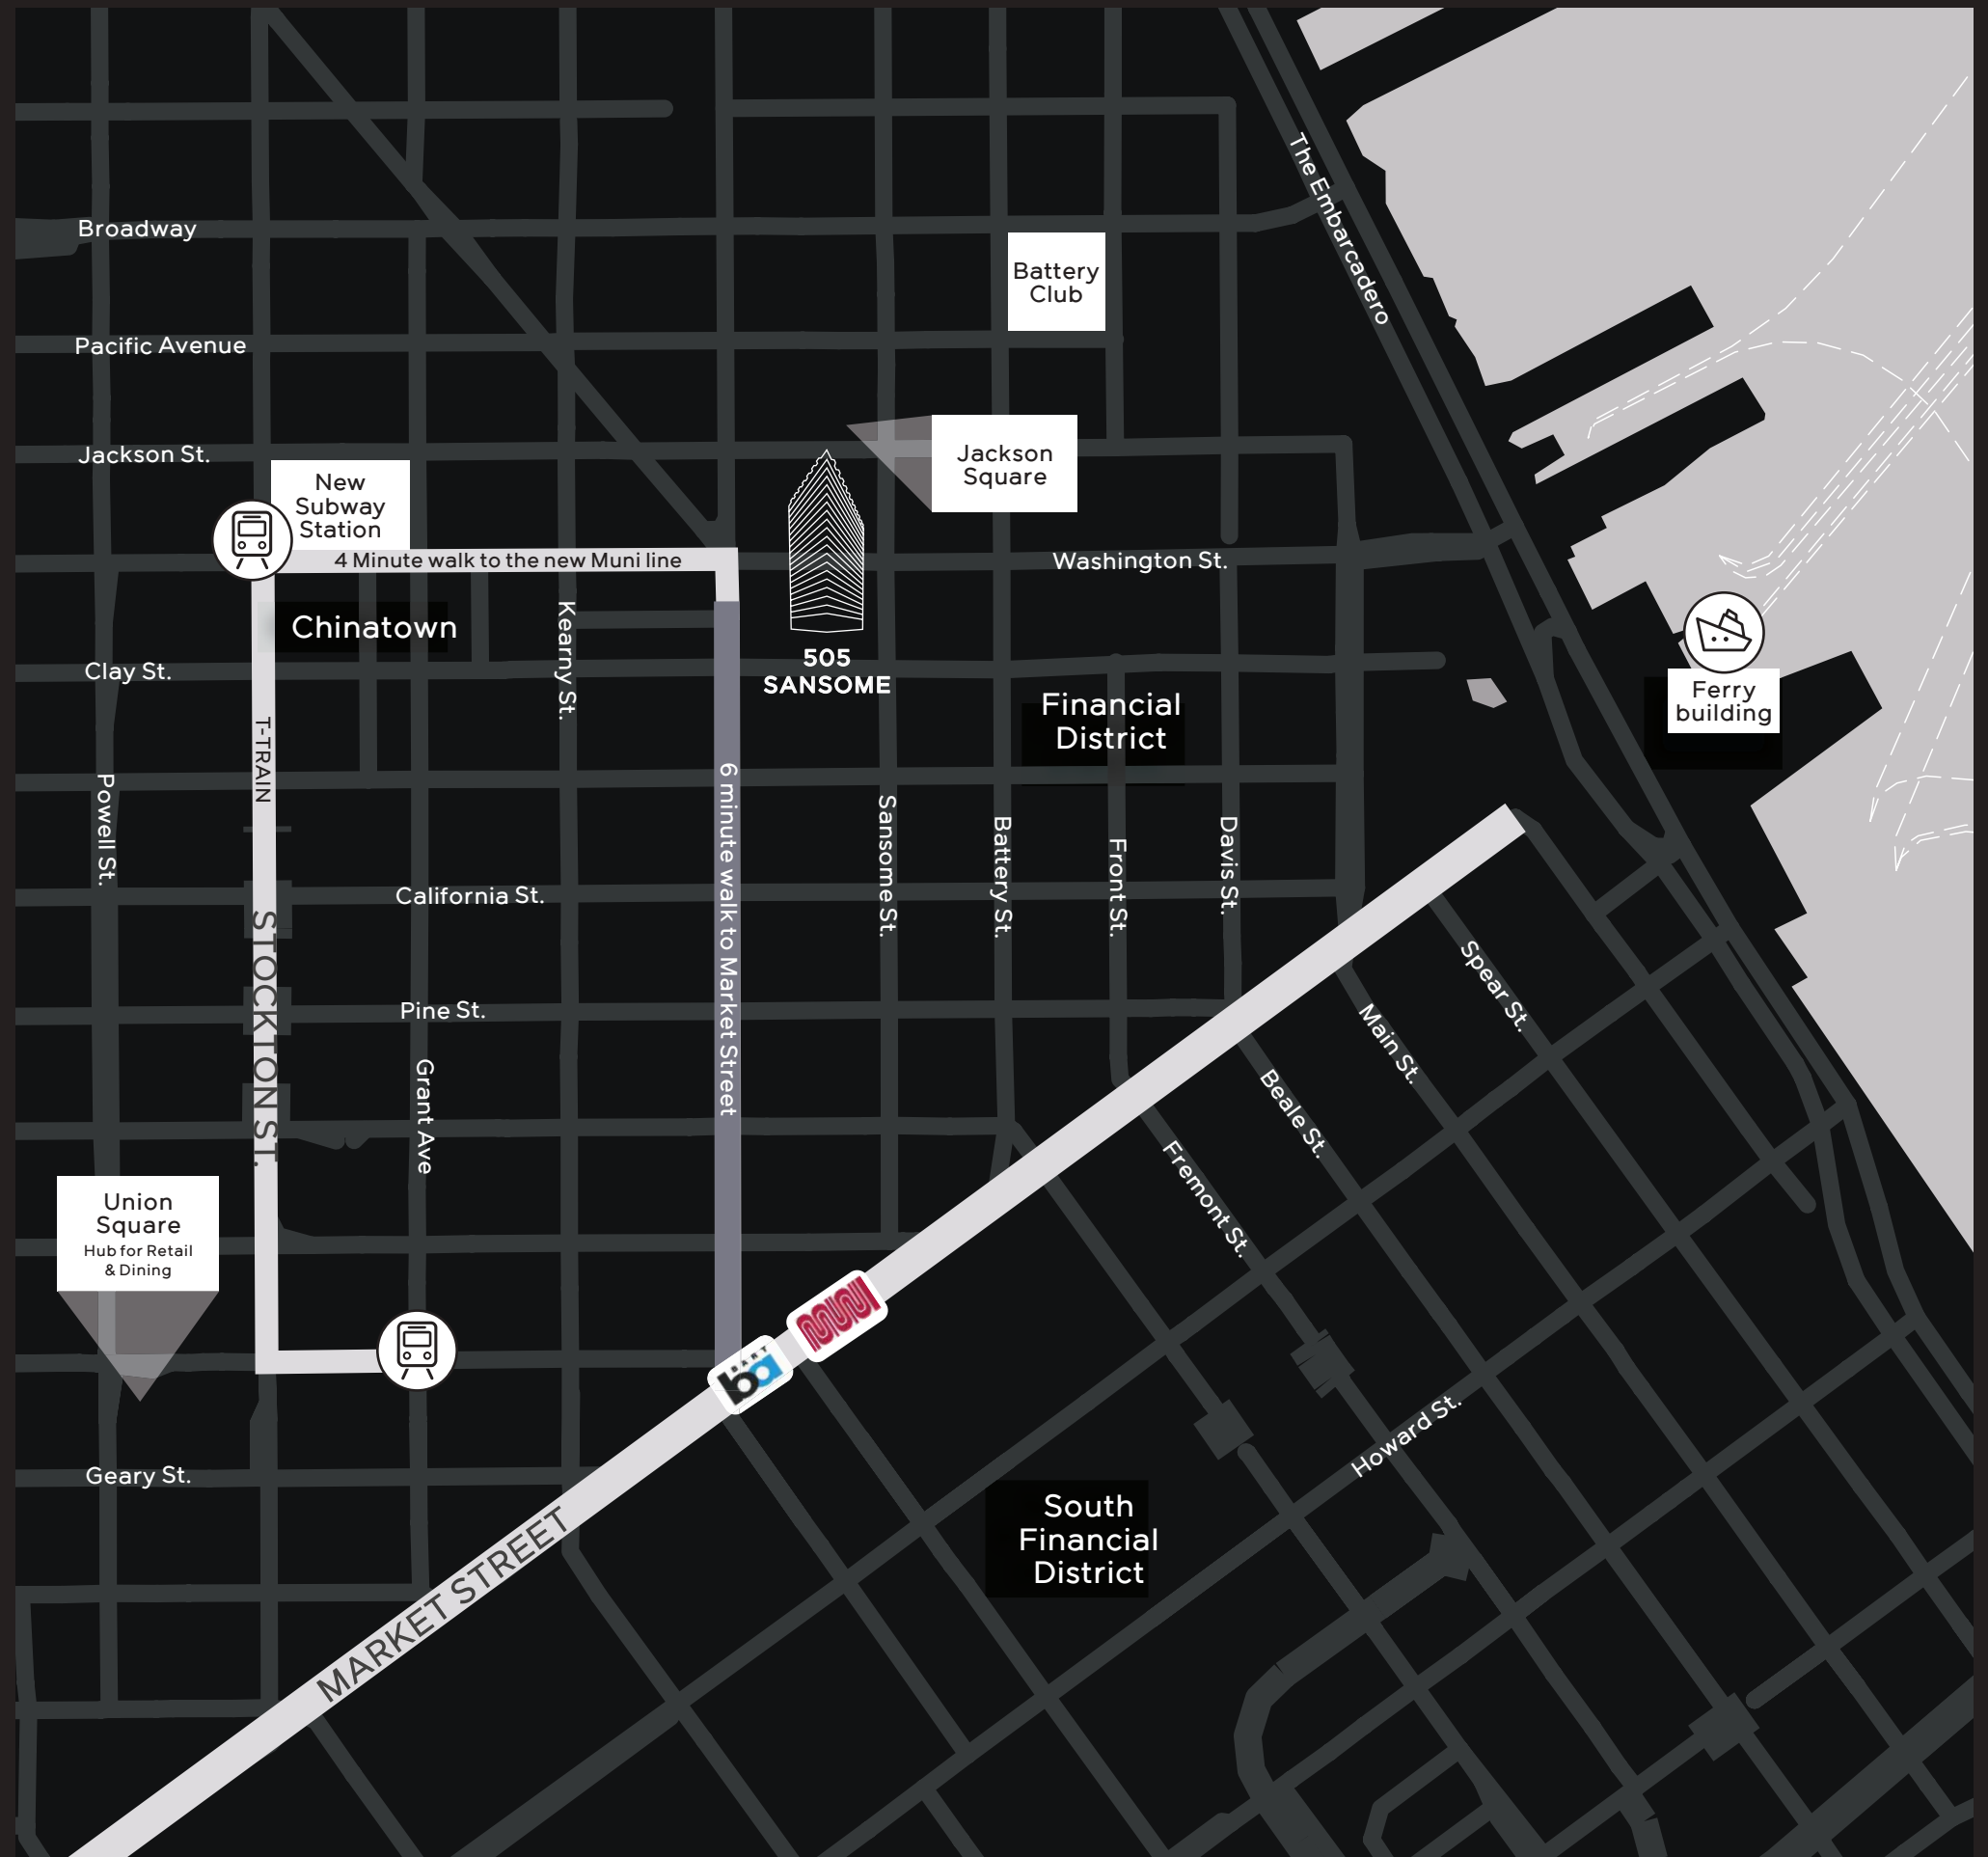 The Embarcadero
Broadway
Battery
Club
Pacific Avenue
Jackson St.
Jackson
Square
New
Subway
Station
4 Minute walk to the new Muni line
Washington St.
Chinatown
Kearny St.
505
SANSOME
Clay St.
Financial
District
Ferry
building
T-TRAIN
Powell St.
6 minute walk to Market Street
Sansome St.
Battery St.
Front St.
Davis St.
California St.
STOCKTON ST.
Pine St.
Grant Ave
Spear St.
Main St.
Beale St.
Fremont St.
Union
Square
Hub for Retail
& Dining
MUNI
BART
ba
Geary St.
Howard St.
South
Financial
District
MARKET STREET